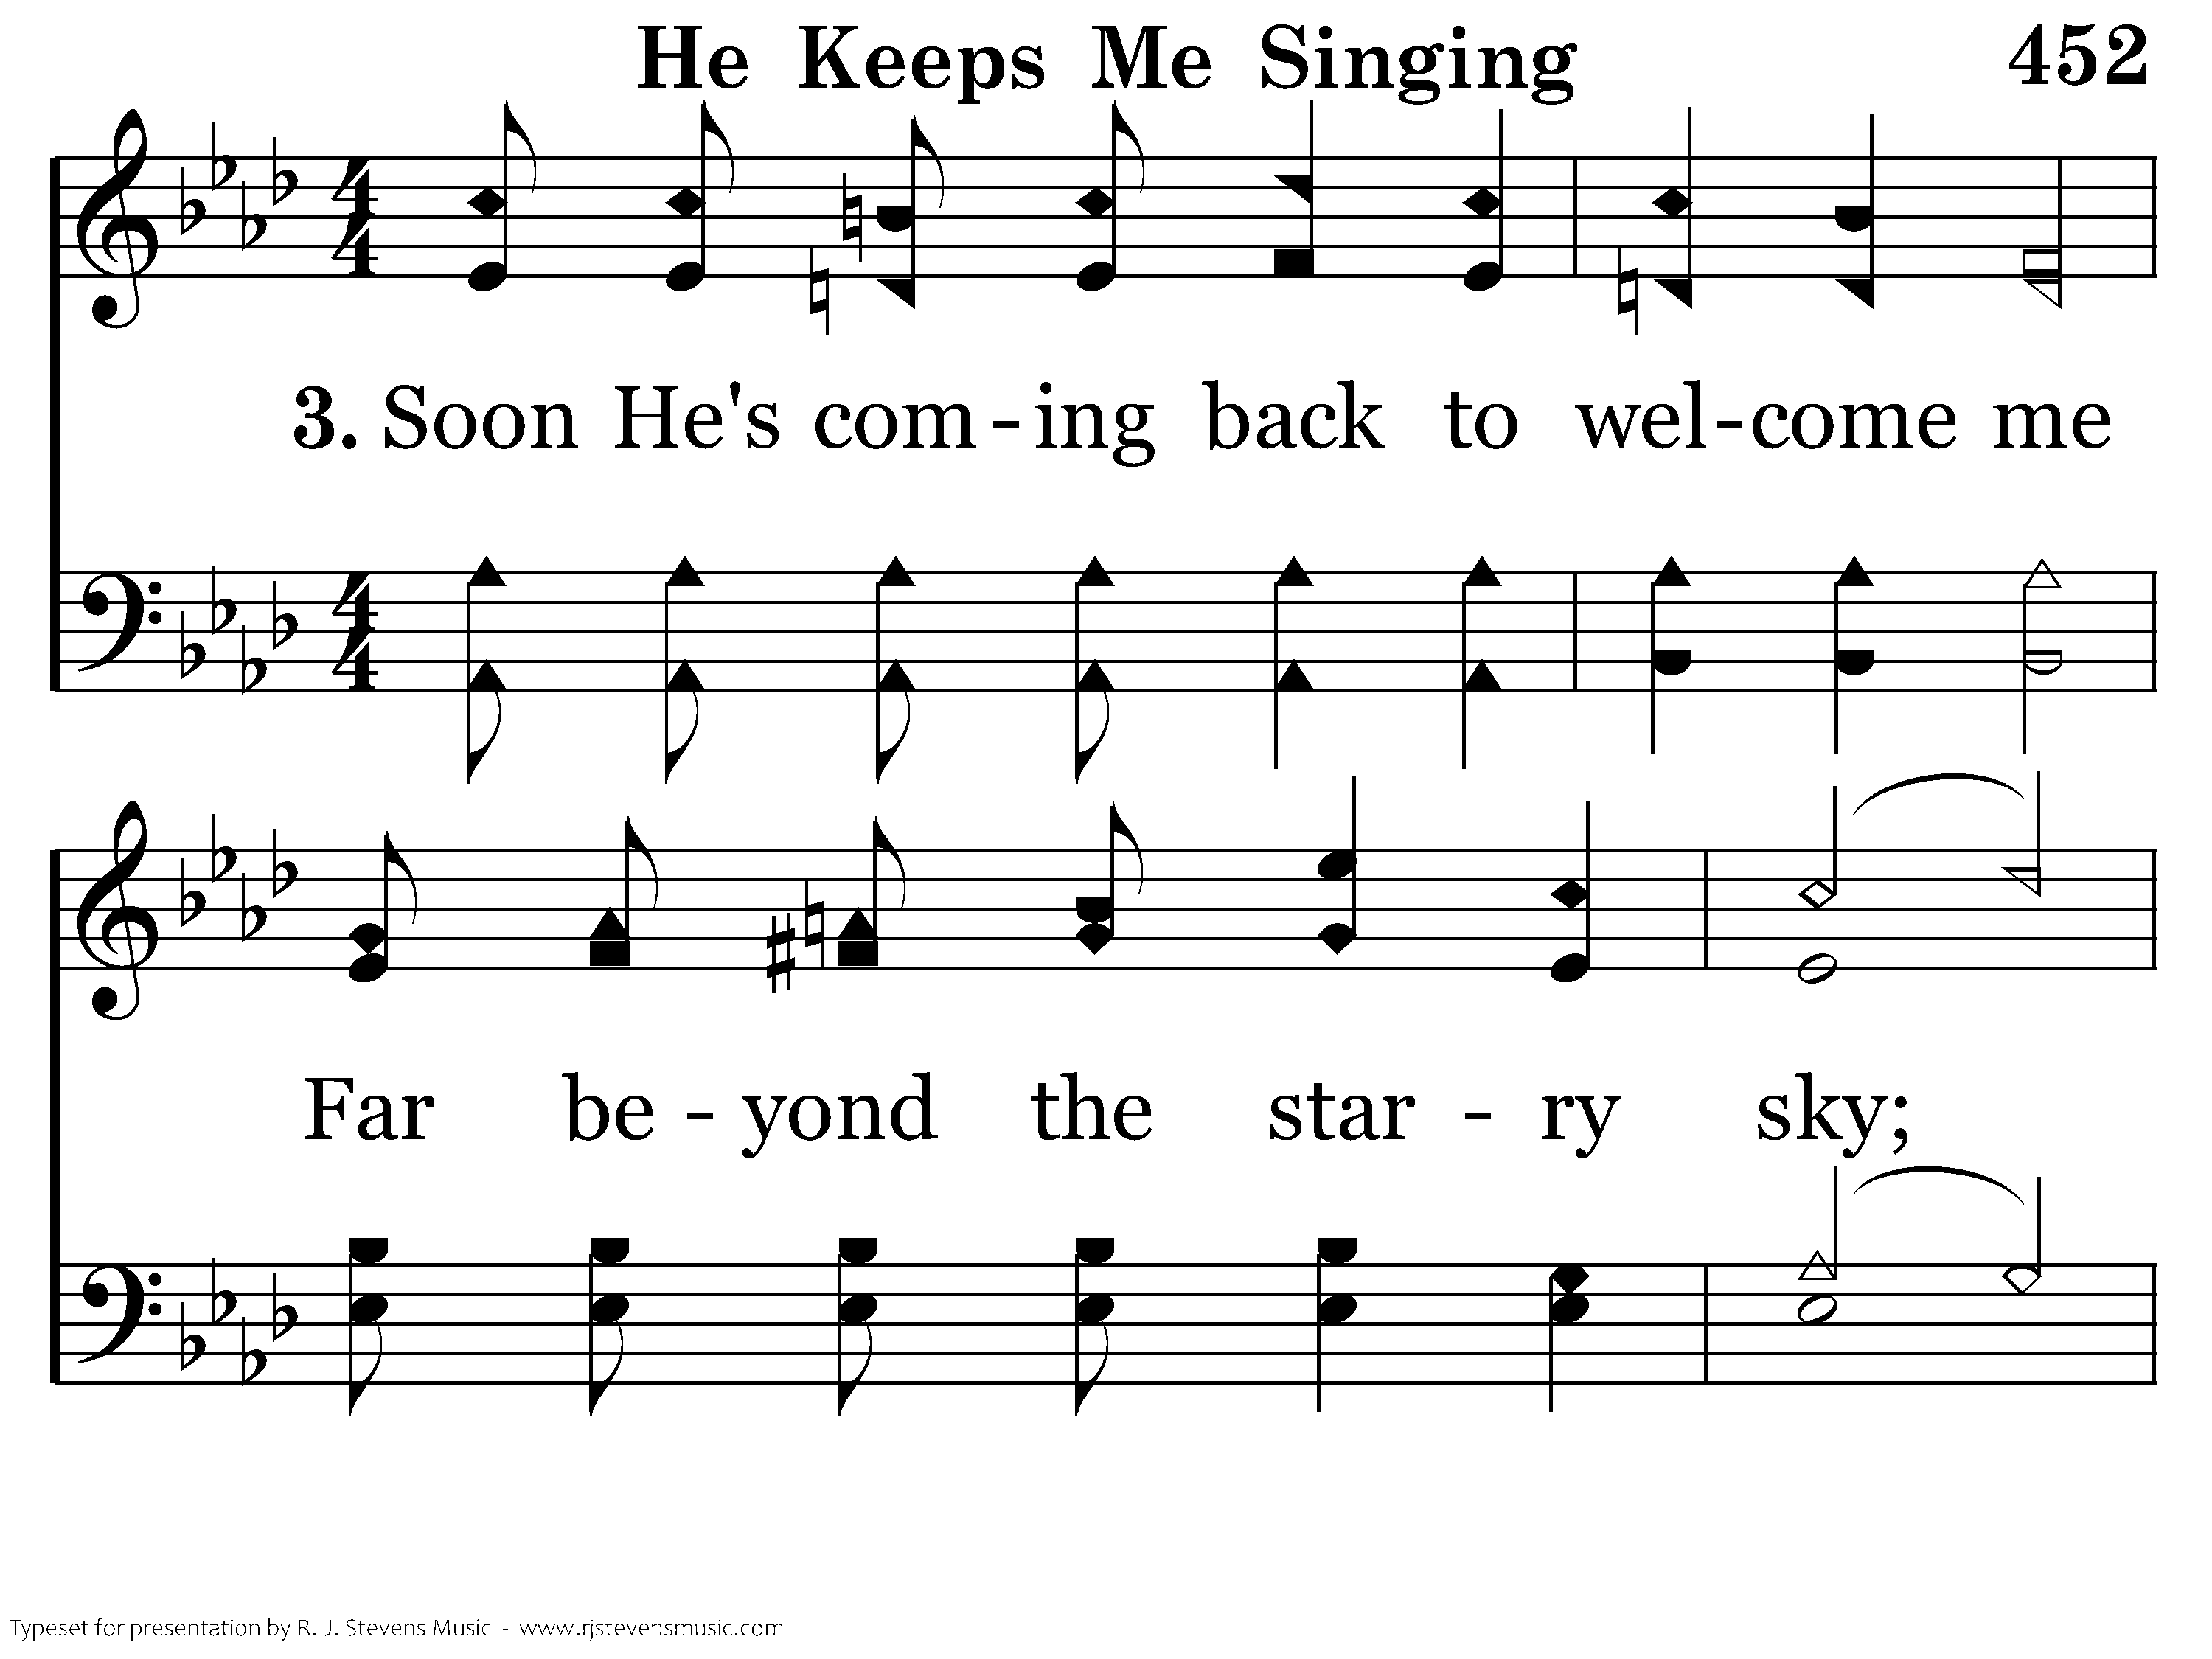 He Keeps Me Singing 452
3. Soon He's com - ing back to wel - come me
Far be - yond the star - ry sky;
Typeset for presentation by R. J. Stevens Music - www.rjstevensmusic.com